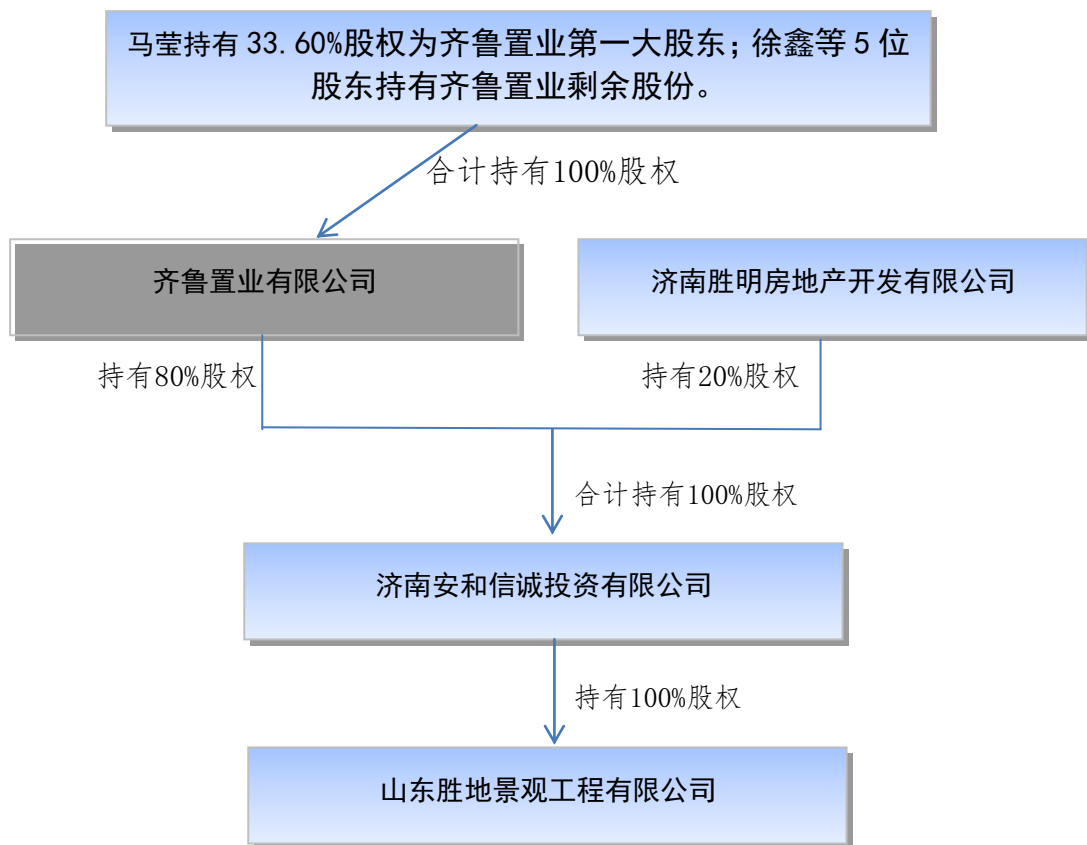 马莹持有 33.60%股权为齐鲁置业第一大股东；徐鑫等 5 位
股东持有齐鲁置业剩余股份。
合计持有100%股权
齐鲁置业有限公司
济南胜明房地产开发有限公司
持有80%股权
持有20%股权
合计持有100%股权
济南安和信诚投资有限公司
持有100%股权
山东胜地景观工程有限公司